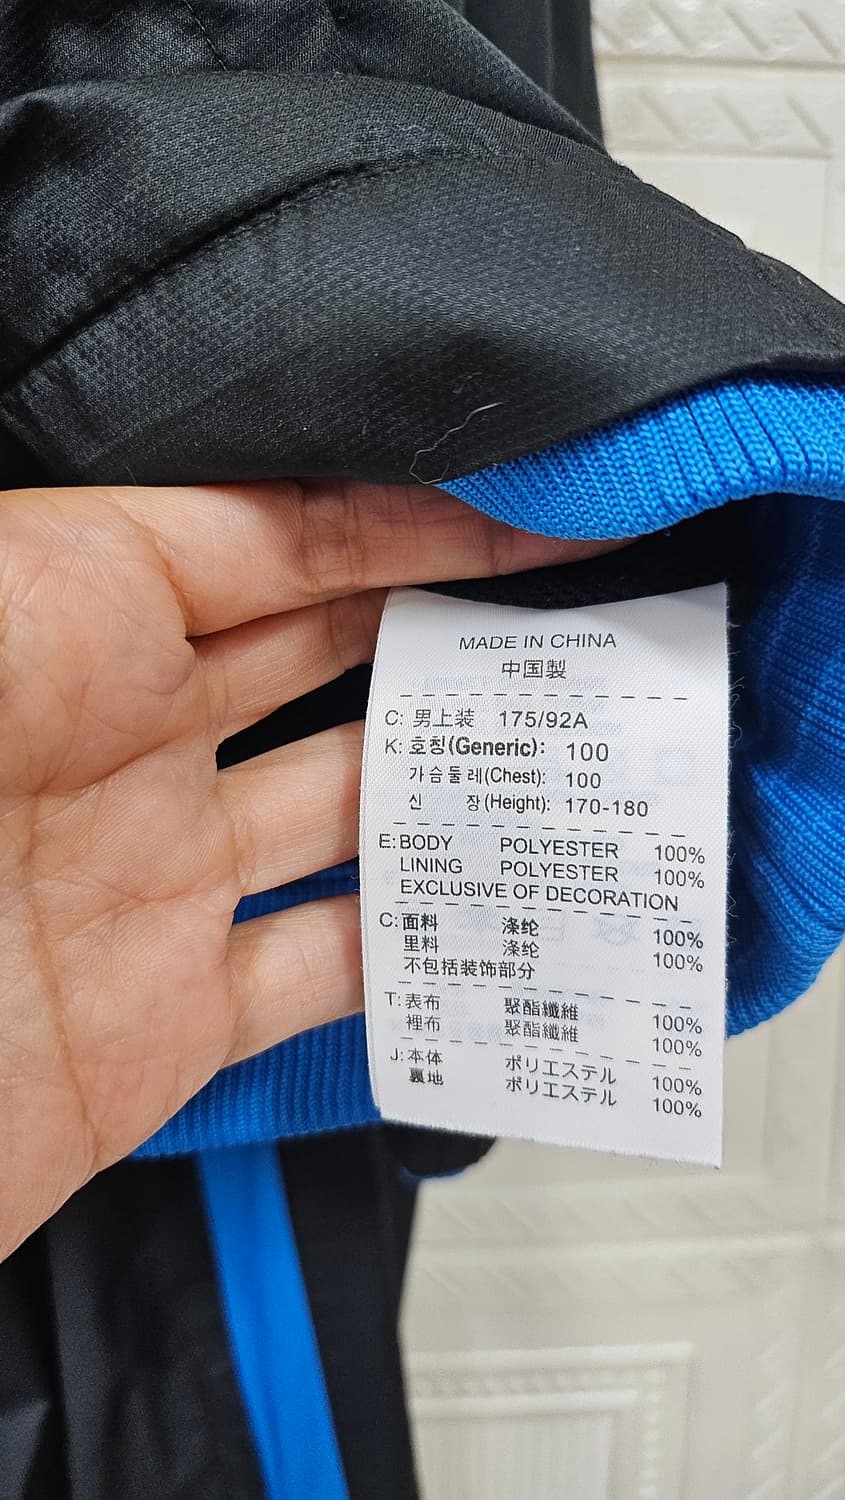 MADE IN CHINA
中国製
C: 男上装 175/92A
K: 호칭(Generic): 100
가슴둘레(Chest): 100
신 장(Height): 170-180
E: BODY POLYESTER 100%
LINING POLYESTER 100%
EXCLUSIVE OF DECORATION
C: 面料 涤纶 100%
里料 涤纶 100%
不包括装饰部分
T: 表布 聚酯纖維 100%
裡布 聚酯纖維 100%
J: 本体 ポリエステル 100%
裏地 ポリエステル 100%